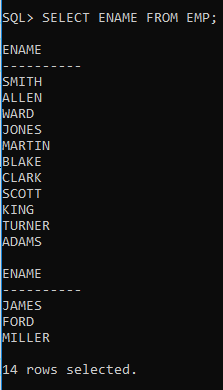 SQL> SELECT ENAME FROM EMP;
ENAME
----------
SMITH
ALLEN
WARD
JONES
MARTIN
BLAKE
CLARK
SCOTT
KING
TURNER
ADAMS
ENAME
----------
JAMES
FORD
MILLER
14 rows selected.